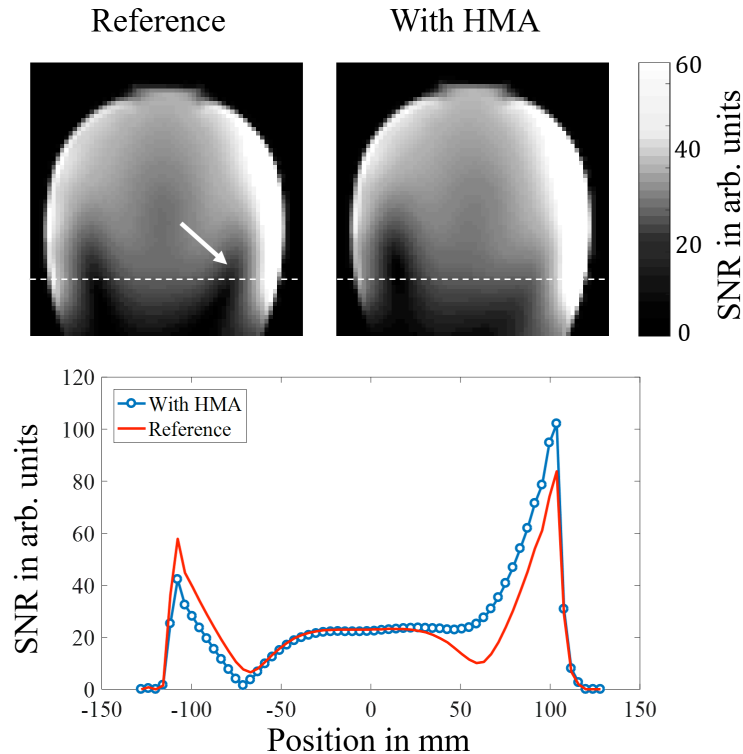 Reference
With HMA
60
40
20
0
SNR in arb. units
120
100
80
60
40
20
0
SNR in arb. units
With HMA
Reference
-150
-100
-50
0
50
100
150
Position in mm